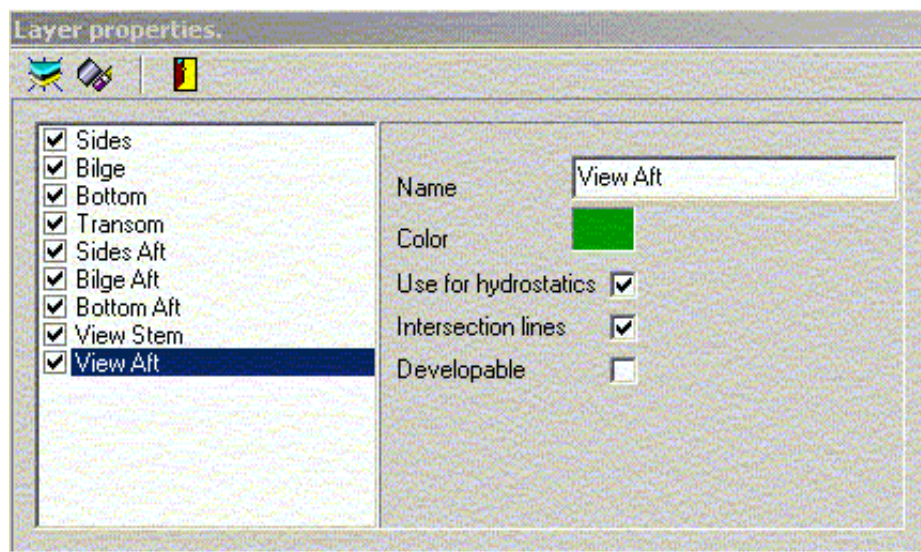 Layer properties.
Sides
Bilge
Bottom
Transom
Sides Aft
Bilge Aft
Bottom Aft
View Stem
View Aft
Name
View Aft
Color
Use for hydrostatics
Intersection lines
Developable